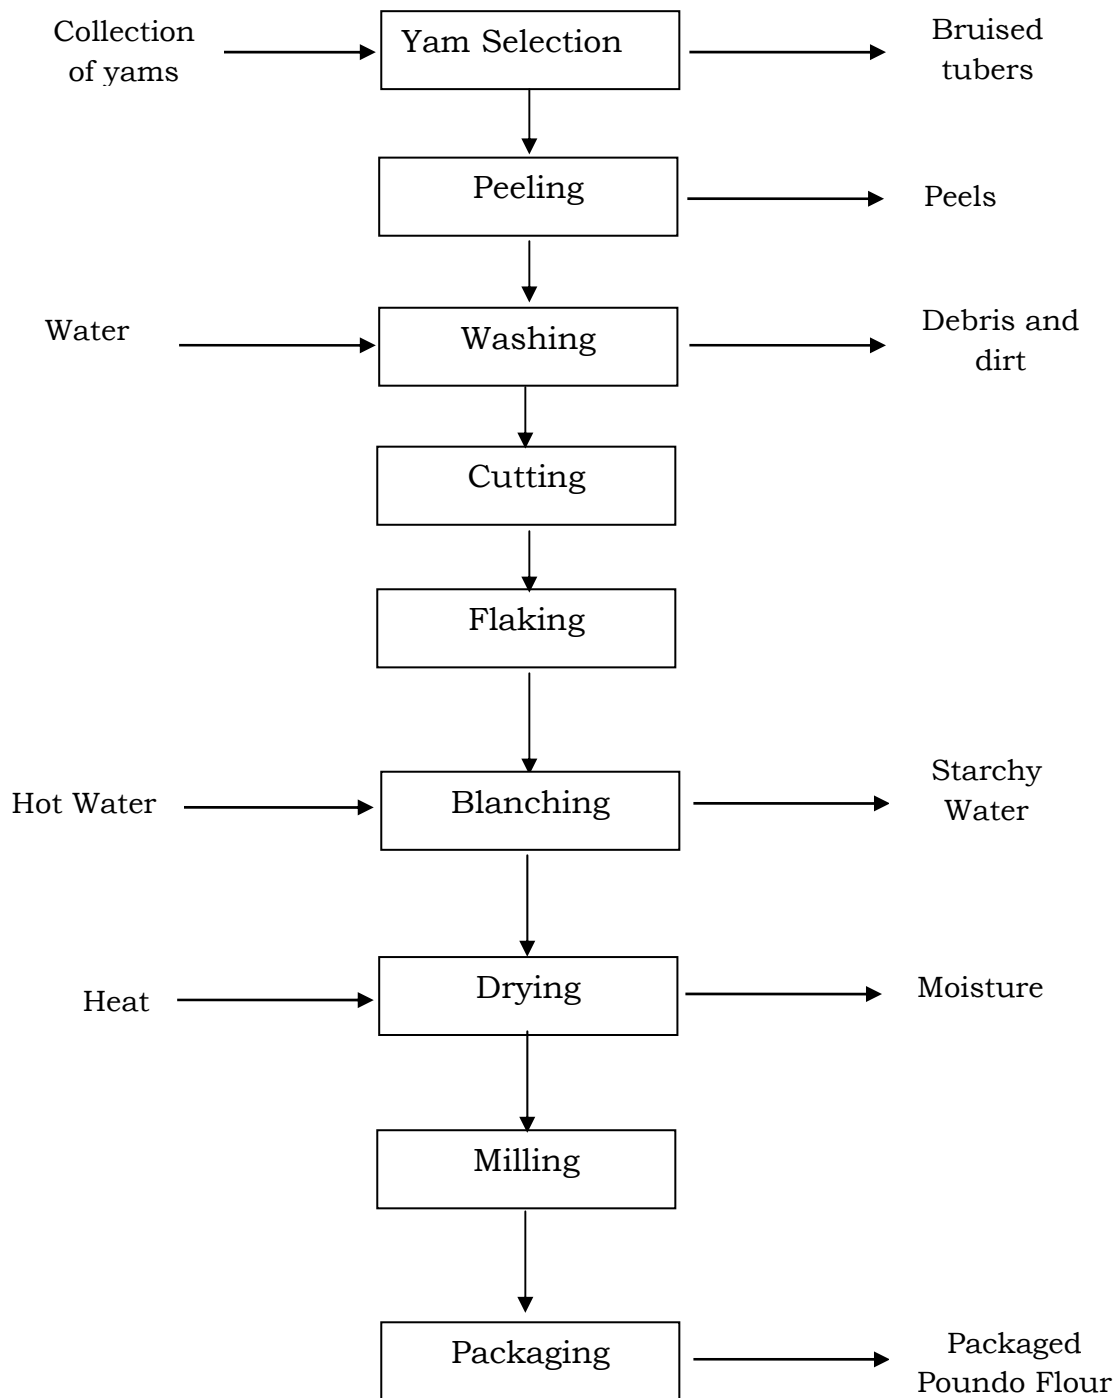 Collection
of yams
Yam Selection
Bruised
tubers
Peeling
Peels
Water
Washing
Debris and
dirt
Cutting
Flaking
Hot Water
Blanching
Starchy
Water
Heat
Drying
Moisture
Milling
Packaging
Packaged
Poundo Flour